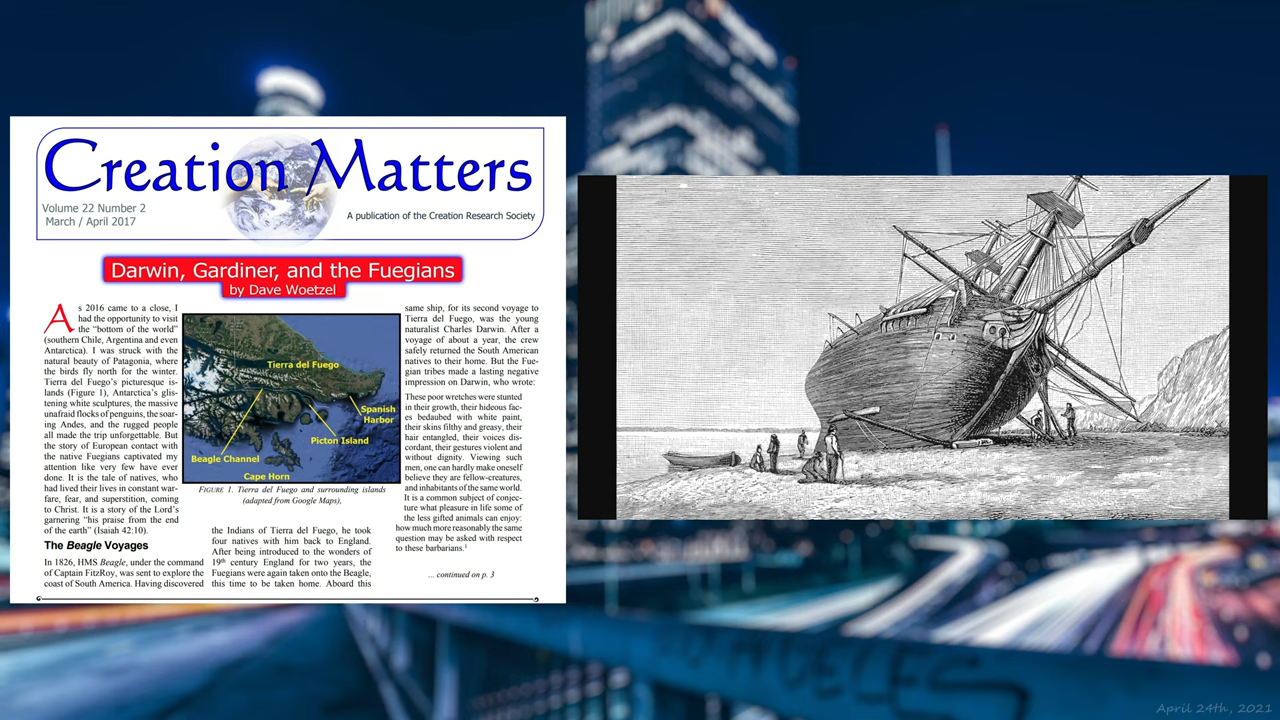 Creation Matters
Volume 22 Number 2
March / April 2017
A publication of the Creation Research Society
Darwin, Gardiner, and the Fuegians
by Dave Woetzel
As 2016 came to a close, I
had the opportunity to visit
the “bottom of the world”
(southern Chile, Argentina and even
Antarctica). I was struck with the
natural beauty of Patagonia, where
the birds fly north for the winter.
Tierra del Fuego’s picturesque is-
lands (Figure 1), Antarctica’s glis-
tening white sculptures, the massive
unafraid flocks of penguins, the soar-
ing Andes, and the rugged people
all made the trip unforgettable. But
the story of European contact with
the native Fuegians captivated my
attention like very few have ever
done. It is the tale of natives, who
had lived their lives in constant war-
fare, fear, and superstition, coming
to Christ. It is a story of the Lord’s
garnering “his praise from the end
of the earth” (Isaiah 42:10).
The Beagle Voyages
In 1826, HMS Beagle, under the command
of Captain FitzRoy, was sent to explore the
coast of South America. Having discovered
Tierra del Fuego
Spanish
Harbor
Picton Island
Beagle Channel
Cape Horn
FIGURE 1. Tierra del Fuego and surrounding islands
(adapted from Google Maps),
the Indians of Tierra del Fuego, he took
four natives with him back to England.
After being introduced to the wonders of
19th century England for two years, the
Fuegians were again taken onto the Beagle,
this time to be taken home. Aboard this
same ship, for its second voyage to
Tierra del Fuego, was the young
naturalist Charles Darwin. After a
voyage of about a year, the crew
safely returned the South American
natives to their home. But the Fue-
gian tribes made a lasting negative
impression on Darwin, who wrote:
These poor wretches were stunted
in their growth, their hideous fac-
es bedaubed with white paint,
their skins filthy and greasy, their
hair entangled, their voices dis-
cordant, their gestures violent and
without dignity. Viewing such
men, one can hardly make oneself
believe they are fellow-creatures,
and inhabitants of the same world.
It is a common subject of conjec-
ture what pleasure in life some of
the less gifted animals can enjoy:
how much more reasonably the same
question may be asked with respect
to these barbarians.1
... continued on p. 3
April 24th, 2021